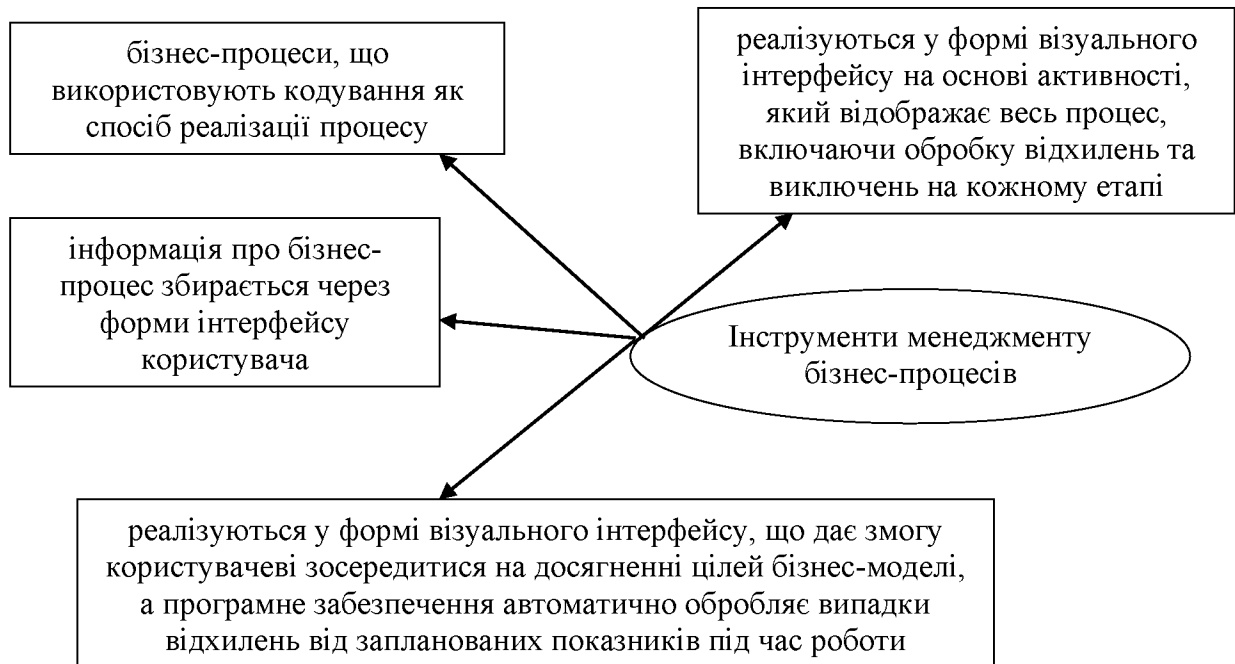 бізнес-процеси, що
використовують кодування як
спосіб реалізації процесу
реалізуються у формі візуального
інтерфейсу на основі активності,
який відображає весь процес,
включаючи обробку відхилень та
виключень на кожному етапі
інформація про бізнес-
процес збирається через
форми інтерфейсу
користувача
Інструменти менеджменту
бізнес-процесів
реалізуються у формі візуального інтерфейсу, що дає змогу
користувачеві зосередитися на досягненні цілей бізнес-моделі,
а програмне забезпечення автоматично обробляє випадки
відхилень від запланованих показників під час роботи